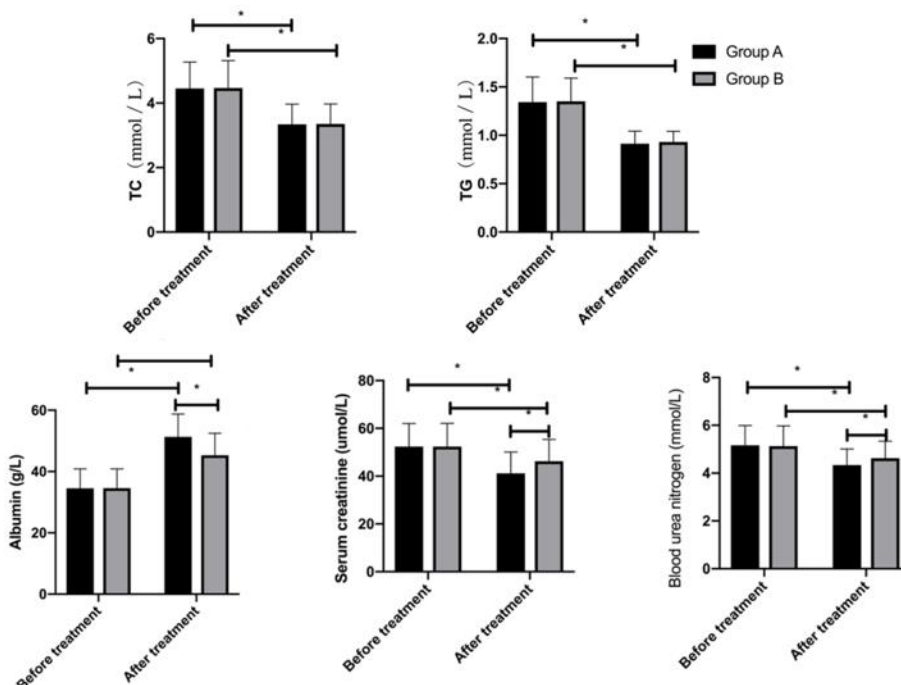 *
*
6
4
2
0
TC (mmol / L)
Before treatment
After treatment
*
*
2.0
1.5
1.0
0.5
0.0
TG (mmol / L)
Before treatment
After treatment
Group A
Group B
*
*
60
40
20
0
Albumin (g/L)
Before treatment
After treatment
*
*
*
80
60
40
20
0
Serum creatinine (umol/L)
Before treatment
After treatment
*
*
*
8
6
4
2
0
Blood urea nitrogen (mmol/L)
Before treatment
After treatment